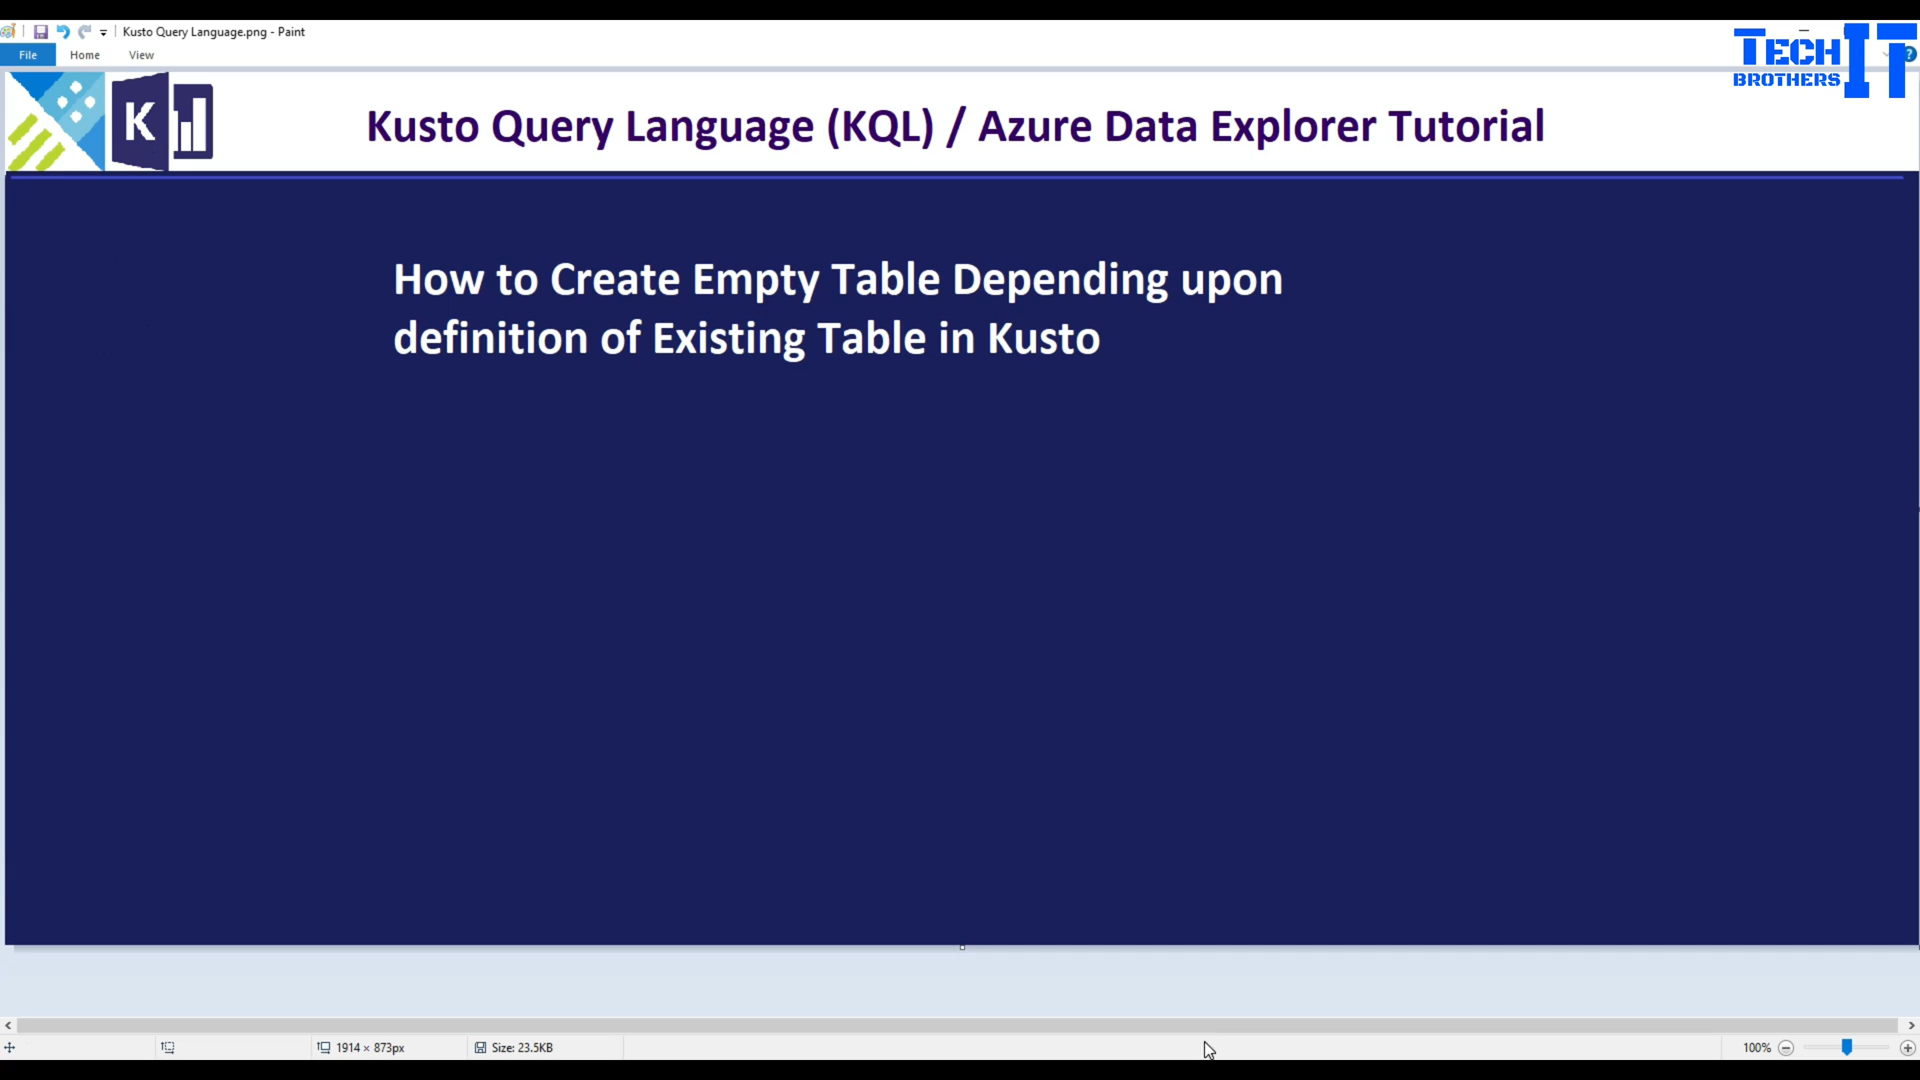 Kusto Query Language.png - Paint
File Home View
TECH IT
BROTHERS
?
K
Kusto Query Language (KQL) / Azure Data Explorer Tutorial
How to Create Empty Table Depending upon
definition of Existing Table in Kusto
1914 × 873px
Size: 23.5KB
100%